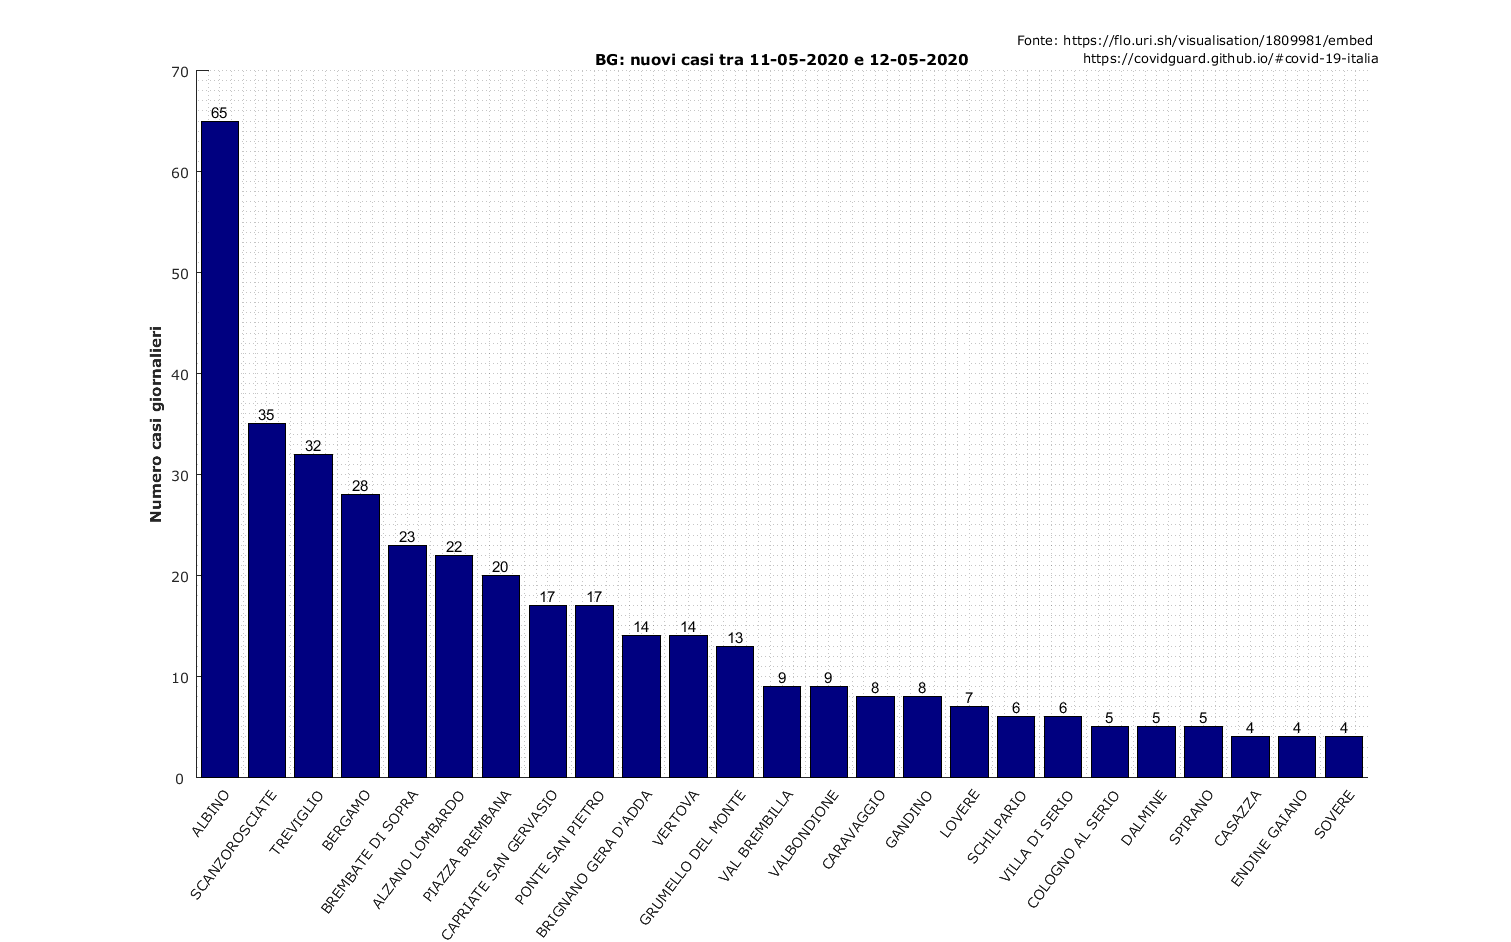 Fonte: https://flo.uri.sh/visualisation/1809981/embed
https://covidguard.github.io/#covid-19-italia
BG: nuovi casi tra 11-05-2020 e 12-05-2020
Numero casi giornalieri
70
60
50
40
30
20
10
0
65
35
32
28
23
22
20
17
17
14
14
13
9
9
8
8
7
6
6
5
5
5
4
4
4
ALBINO
SCANZOROSCIATE
TREVIGLIO
BERGAMO
BREMBATE DI SOPRA
ALZANO LOMBARDO
PIAZZA BREMBANA
CAPRIATE SAN GERVASIO
PONTE SAN PIETRO
BRIGNANO GERA D'ADDA
VERTOVA
GRUMELLO DEL MONTE
VAL BREMBILLA
VALBONDIONE
CARAVAGGIO
GANDINO
LOVERE
SCHILPARIO
VILLA DI SERIO
COLOGNO AL SERIO
DALMINE
SPIRANO
CASAZZA
ENDINE GAIANO
SOVERE